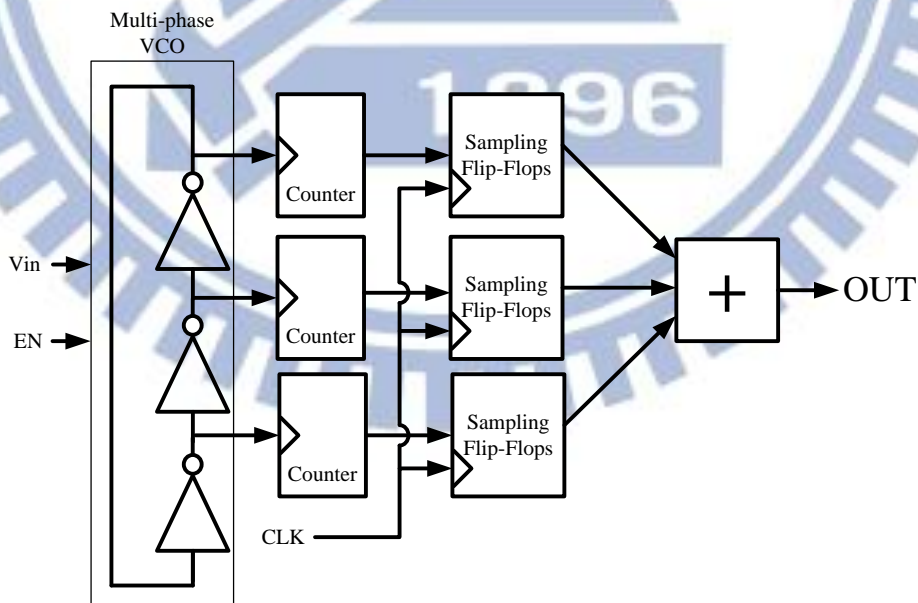 Multi-phase
VCO
1896
Counter
Sampling
Flip-Flops
Vin
EN
Counter
Sampling
Flip-Flops
+
OUT
Counter
Sampling
Flip-Flops
CLK